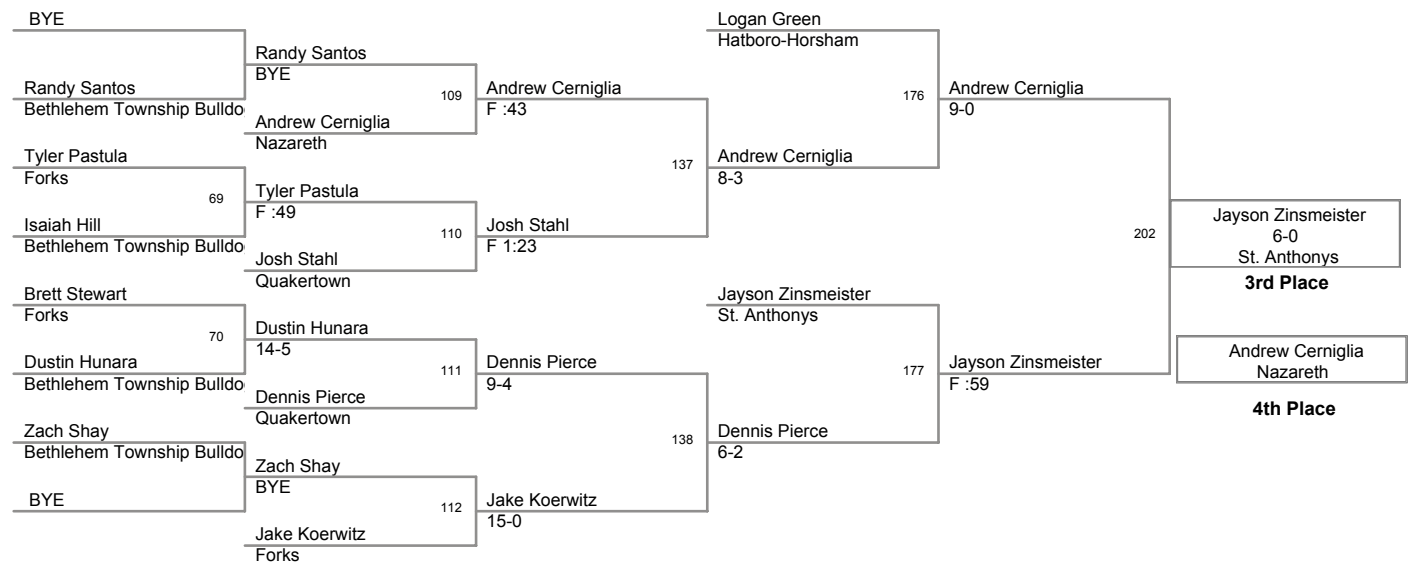 BYE
Randy Santos
Bethlehem Township Bulldo
Tyler Pastula
Forks
69
Isaiah Hill
Bethlehem Township Bulldo
Brett Stewart
Forks
70
Dustin Hunara
Bethlehem Township Bulldo
Zach Shay
Bethlehem Township Bulldo
BYE
Randy Santos
BYE
109
Andrew Cerniglia
Nazareth
Tyler Pastula
F :49
110
Josh Stahl
Quakertown
Dustin Hunara
14-5
111
Dennis Pierce
Quakertown
Zach Shay
BYE
112
Jake Koerwitz
Forks
Andrew Cerniglia
F :43
137
Josh Stahl
F 1:23
Dennis Pierce
9-4
138
Jake Koerwitz
15-0
Logan Green
Hatboro-Horsham
176
Andrew Cerniglia
8-3
Jayson Zinsmeister
St. Anthonys
177
Dennis Pierce
6-2
Andrew Cerniglia
9-0
202
Jayson Zinsmeister
F :59
Jayson Zinsmeister
6-0
St. Anthonys
3rd Place
Andrew Cerniglia
Nazareth
4th Place